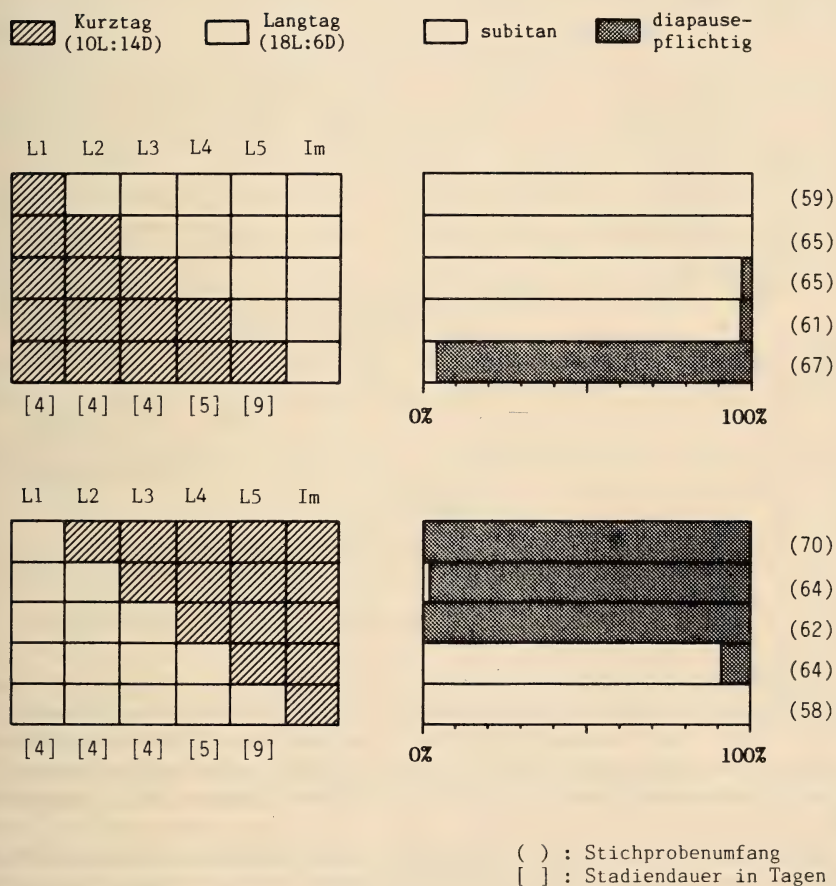 Kurztag (10L:14D) Langtag (18L:6D) subitan diapause-pflichtig
L1 L2 L3 L4 L5 Im
(59)
(65)
(65)
(61)
(67)
[4] [4] [4] [5] [9]
0% 100%
L1 L2 L3 L4 L5 Im
(70)
(64)
(62)
(64)
(58)
[4] [4] [4] [5] [9]
0% 100%
( ) : Stichprobenumfang
[ ] : Stadiendauer in Tagen